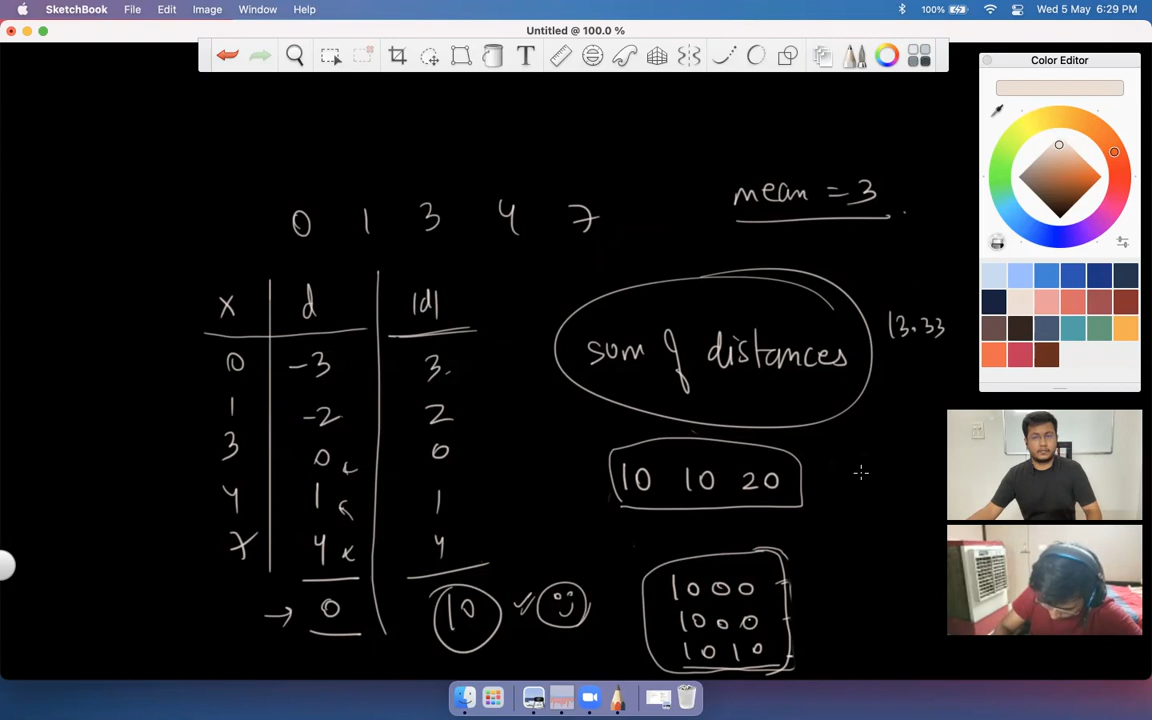 SketchBook File Edit Image Window Help
100% Wed 5 May 6:29 PM
Untitled @ 100.0 %
Color Editor
mean = 3
0 1 3 4 7
x d |d|
0 -3 3
1 -2 2
3 0 0
4 1 1
7 4 4
→ 0 10
sum of distances
13.33
10 10 20
1000
1000
1010